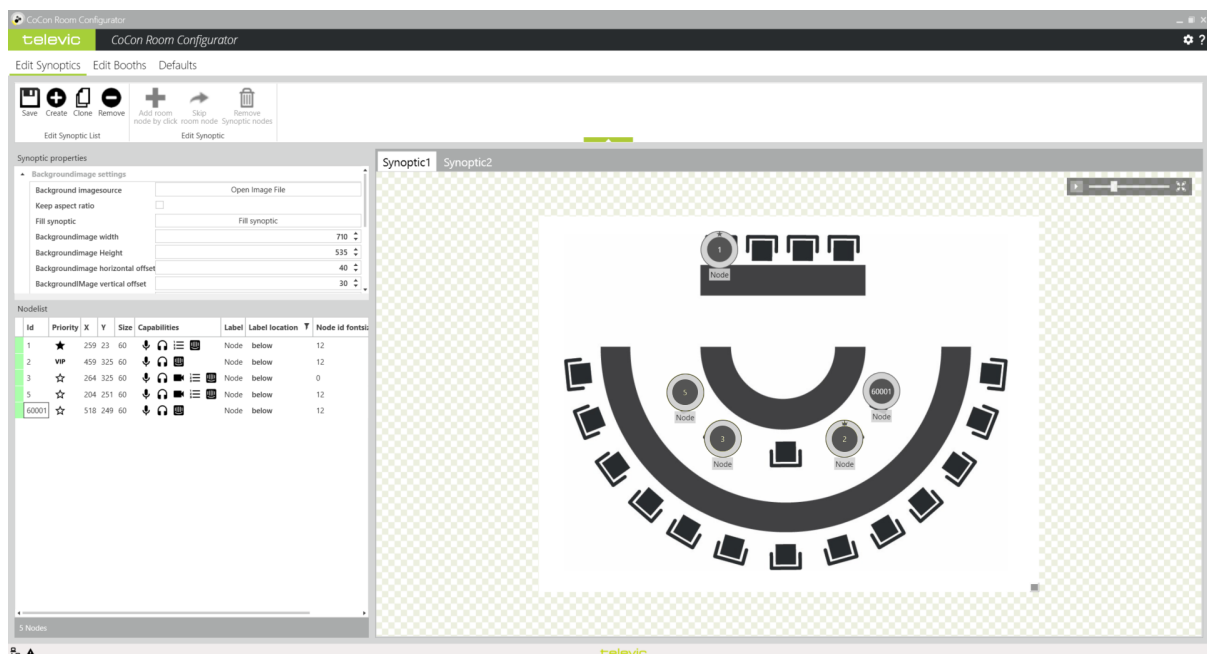 CoCon Room Configurator
televic CoCon Room Configurator
Edit Synoptics Edit Booths Defaults
Save Create Clone Remove Add room node by click Skip room node Remove Synoptic nodes
Edit Synoptic List Edit Synoptic
Synoptic properties
Synoptic1 Synoptic2
Backgroundimage settings
Background imagesource Open Image File
Keep aspect ratio
Fill synoptic Fill synoptic
Backgroundimage width 710
Backgroundimage Height 535
Backgroundimage horizontal offset 40
BackgroundIMage vertical offset 30
Nodelist
Id Priority X Y Size Capabilities Label Label location Node id fontsiz
1 259 23 60 Node below 12
2 VIP 459 325 60 Node below 12
3 264 325 60 Node below 0
5 204 251 60 Node below 12
60001 518 249 60 Node below 12
5 Nodes
1
Node
5
Node
60001
Node
3
Node
2
Node
televic